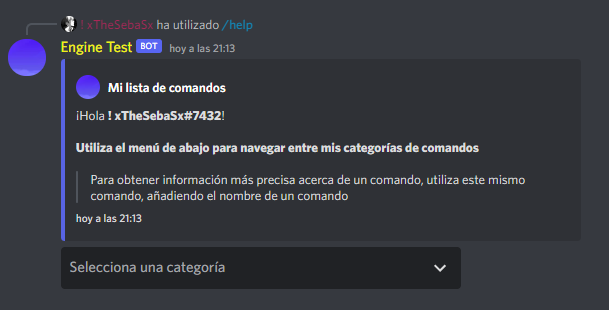 ! xTheSebaSx ha utilizado /help
Engine Test BOT hoy a las 21:13
Mi lista de comandos
¡Hola ! xTheSebaSx#7432!
Utiliza el menú de abajo para navegar entre mis categorías de comandos
Para obtener información más precisa acerca de un comando, utiliza este mismo
comando, añadiendo el nombre de un comando
hoy a las 21:13
Selecciona una categoría